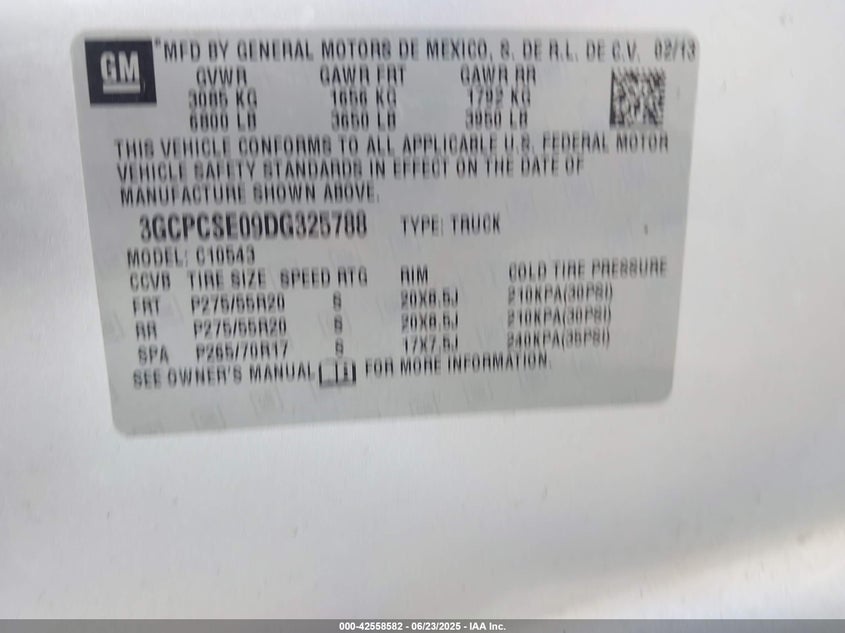 GM
*MFD BY GENERAL MOTORS DE MEXICO, S. DE R.L. DE C.V. 02/13
GVWR GAWR FRT GAWR RR
3085 KG 1656 KG 1792 KG
6800 LB 3650 LB 3950 LB
THIS VEHICLE CONFORMS TO ALL APPLICABLE U.S. FEDERAL MOTOR
VEHICLE SAFETY STANDARDS IN EFFECT ON THE DATE OF
MANUFACTURE SHOWN ABOVE.
3GCPCSE09DG325788 TYPE: TRUCK
MODEL: C10543
CCVB TIRE SIZE SPEED RTG RIM COLD TIRE PRESSURE
FRT P275/55R20 S 20X8.5J 210KPA(30PSI)
RR P275/55R20 S 20X8.5J 210KPA(30PSI)
SPA P265/70R17 S 17X7.5J 240KPA(35PSI)
SEE OWNER'S MANUAL FOR MORE INFORMATION.
000-42558582 / 06/23/2025 - IAA Inc.